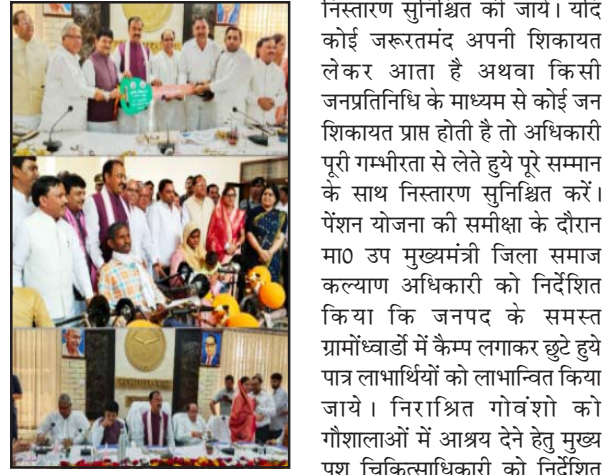 निस्तारण सुनिश्चित की जाये। यदि
कोई जरूरतमंद अपनी शिकायत
लेकर आता है अथवा किसी
जनप्रतिनिधि के माध्यम से कोई जन
शिकायत प्राप्त होती है तो अधिकारी
पूरी गम्भीरता से लेते हुये पूरे सम्मान
के साथ निस्तारण सुनिश्चित करें।
पेंशन योजना की समीक्षा के दौरान
मा0 उप मुख्यमंत्री जिला समाज
कल्याण अधिकारी को निर्देशित
किया कि जनपद के समस्त
ग्रामोंध्वार्डो में कैम्प लगाकर छुटे हुये
पात्र लाभार्थियों को लाभान्वित किया
जाये। निराश्रित गोवंशो को
गौशालाओं में आश्रय देने हेतु मुख्य
पशु चिकित्साधिकारी को निर्देशित